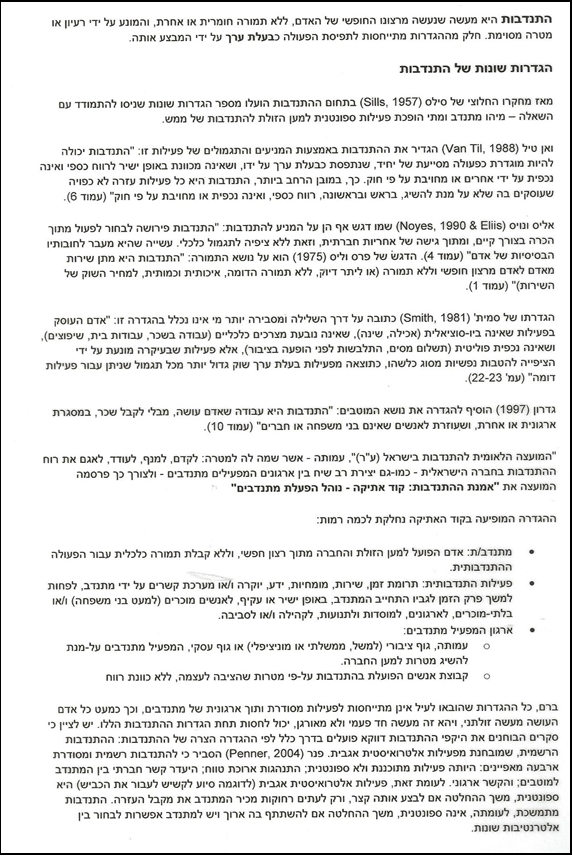 התנדבות היא מעשה שנעשה מרצונו החופשי של האדם, ללא תמורה חומרית או אחרת, והמונע על ידי רעיון או
מטרה מסוימת. חלק מההגדרות מתייחסות לתפיסת הפעולה כבעלת ערך על ידי המבצע אותה.
הגדרות שונות של התנדבות
מאז מחקרו החלוצי של סילס (Sills, 1957) בתחום ההתנדבות הועלו מספר הגדרות שונות שניסו להתמודד עם
השאלה – מיהו מתנדב ומתי הופכת פעילות ספונטנית למען הזולת להתנדבות של ממש.
ואן טיל (Van Til, 1988) הגדיר את ההתנדבות באמצעות המניעים והתגמולים של פעילות זו: "התנדבות יכולה
להיות מוגדרת כפעולה מסייעת של יחיד, שנתפסת כבעלת ערך על ידו, ושאינה מכוונת באופן ישיר לרווח כספי ואינה
נכפית על ידי אחרים או מחויבת על פי חוק. כך, במובן הרחב ביותר, התנדבות היא כל פעילות עזרה לא כפויה
שעוסקים בה שלא על מנת להשיג, בראש ובראשונה, רווח כספי, ואינה נכפית או מחויבת על פי חוק" (עמוד 6).
אליס ונויס (Noyes, 1990 & Eliis) שמו דגש אף הן על המניע להתנדבות: "התנדבות פירושה לבחור לפעול מתוך
הכרה בצורך קיים, ומתוך גישה של אחריות חברתית, וזאת ללא ציפיה לתגמול כלכלי. עשייה שהיא מעבר לחובותיו
הבסיסיות של אדם" (עמוד 4). הדגש של פרס וליס (1975) הוא על נושא התמורה: "התנדבות היא מתן שירות
מאדם לאדם מרצון חופשי וללא תמורה (או ליתר דיוק, ללא תמורה הדומה, איכותית וכמותית, למחיר השוק של
השירות)" (עמוד 1).
הגדרתו של סמית' (Smith, 1981) כתובה על דרך השלילה ומסבירה יותר מי אינו נכלל בהגדרה זו: "אדם העוסק
בפעילות שאינה ביו-סוציאלית (אכילה, שינה), שאינה נובעת מצרכים כלכליים (עבודה בשכר, עבודות בית, שיפוצים),
ושאינה נכפית פוליטית (תשלום מסים, התלבשות לפני הופעה בציבור), אלא פעילות שבעיקרה מונעת על ידי
הציפייה להטבות נפשיות מסוג כלשהו, כתוצאה מפעילות בעלת ערך שוק גדול יותר מכל תגמול שניתן עבור פעילות
דומה" (עמ' 22-23).
גדרון (1997) הוסיף להגדרה את נושא המוטבים: "התנדבות היא עבודה שאדם עושה, מבלי לקבל שכר, במסגרת
ארגונית או אחרת, ושעוזרת לאנשים שאינם בני משפחה או חברים" (עמוד 10).
"המועצה הלאומית להתנדבות בישראל (ע"ר)", עמותה - אשר שמה לה למטרה: לקדם, למנף, לעודד, לאגם את רוח
ההתנדבות בחברה הישראלית - כמו-גם יצירת רב שיח בין ארגונים המפעילים מתנדבים - ולצורך כך פרסמה
המועצה את "אמנת ההתנדבות: קוד אתיקה - נוהל הפעלת מתנדבים"
ההגדרה המופיעה בקוד האתיקה נחלקת לכמה רמות:
• מתנדב/ת: אדם הפועל למען הזולת והחברה מתוך רצון חפשי, וללא קבלת תמורה כלכלית עבור הפעולה
ההתנדבותית.
• פעילות התנדבותית: תרומת זמן, שירות, מומחיות, ידע, יוקרה ו/או מערכת קשרים על ידי מתנדב, לפחות
למשך פרק הזמן לגביו התחייב המתנדב, באופן ישיר או עקיף, לאנשים מוכרים (למעט בני משפחה) ו/או
בלתי-מוכרים, לארגונים, למוסדות ולתנועות, לקהילה ו/או לסביבה.
• ארגון המפעיל מתנדבים:
o עמותה, גוף ציבורי (למשל, ממשלתי או מוניציפלי) או גוף עסקי, המפעיל מתנדבים על-מנת
להשיג מטרות למען החברה.
o קבוצת אנשים הפועלת בהתנדבות על-פי מטרות שהציבה לעצמה, ללא כוונת רווח
ברם, כל ההגדרות שהובאו לעיל אינן מתייחסות לפעילות מסודרת ותוך ארגונית של מתנדבים, וכך כמעט כל אדם
העושה מעשה זולתני, ויהא זה מעשה חד פעמי ולא מאורגן, יכול לחסות תחת הגדרות ההתנדבות הללו. יש לציין כי
סקרים הבוחנים את היקפי ההתנדבות דווקא פועלים בדרך כלל לפי ההגדרה הצרה של ההתנדבות: ההתנדבות
הרשמית, שמובחנת מפעילות אלטרואיסטית אגבית. פנר (Penner, 2004) הסביר כי להתנדבות רשמית ומסודרת
ארבעה מאפיינים: היותה פעילות מתוכננת ולא ספונטנית; התנהגות ארוכת טווח; היעדר קשר חברתי בין המתנדב
למוטבים; והקשר ארגוני. לעומת זאת, פעילות אלטרואיסטית אגבית (לדוגמה סיוע לקשיש לעבור את הכביש) היא
ספונטנית, משך ההחלטה אם לבצע אותה קצר, ורק לעתים רחוקות מכיר המתנדב את מקבל העזרה. התנדבות
מתמשכת, לעומתה, אינה ספונטנית, משך ההחלטה אם להשתתף בה ארוך ויש למתנדב אפשרות לבחור בין
אלטרנטיבות שונות.